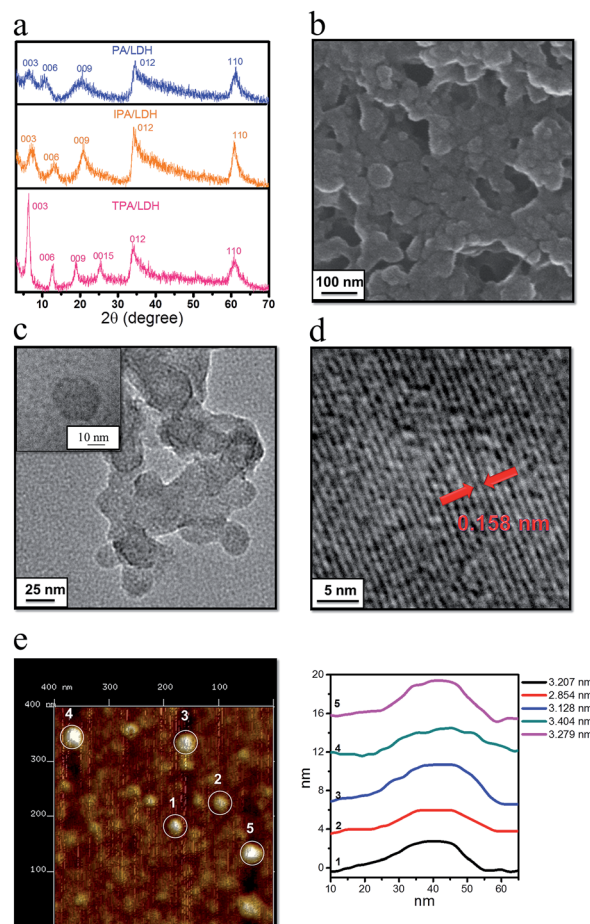 a
PA/LDH
003
006
009
012
110
IPA/LDH
003
006
009
012
110
TPA/LDH
003
006
009
0015
012
110
10 20 30 40 50 60 70
2θ (degree)
b
100 nm
c
10 nm
25 nm
d
0.158 nm
5 nm
e
400 nm 300 200 100
400 nm
300
200
100
4
3
2
1
5
20
16
12
8
4
0
nm
5
4
3
2
1
10 20 30 40 50 60
nm
3.207 nm
2.854 nm
3.128 nm
3.404 nm
3.279 nm